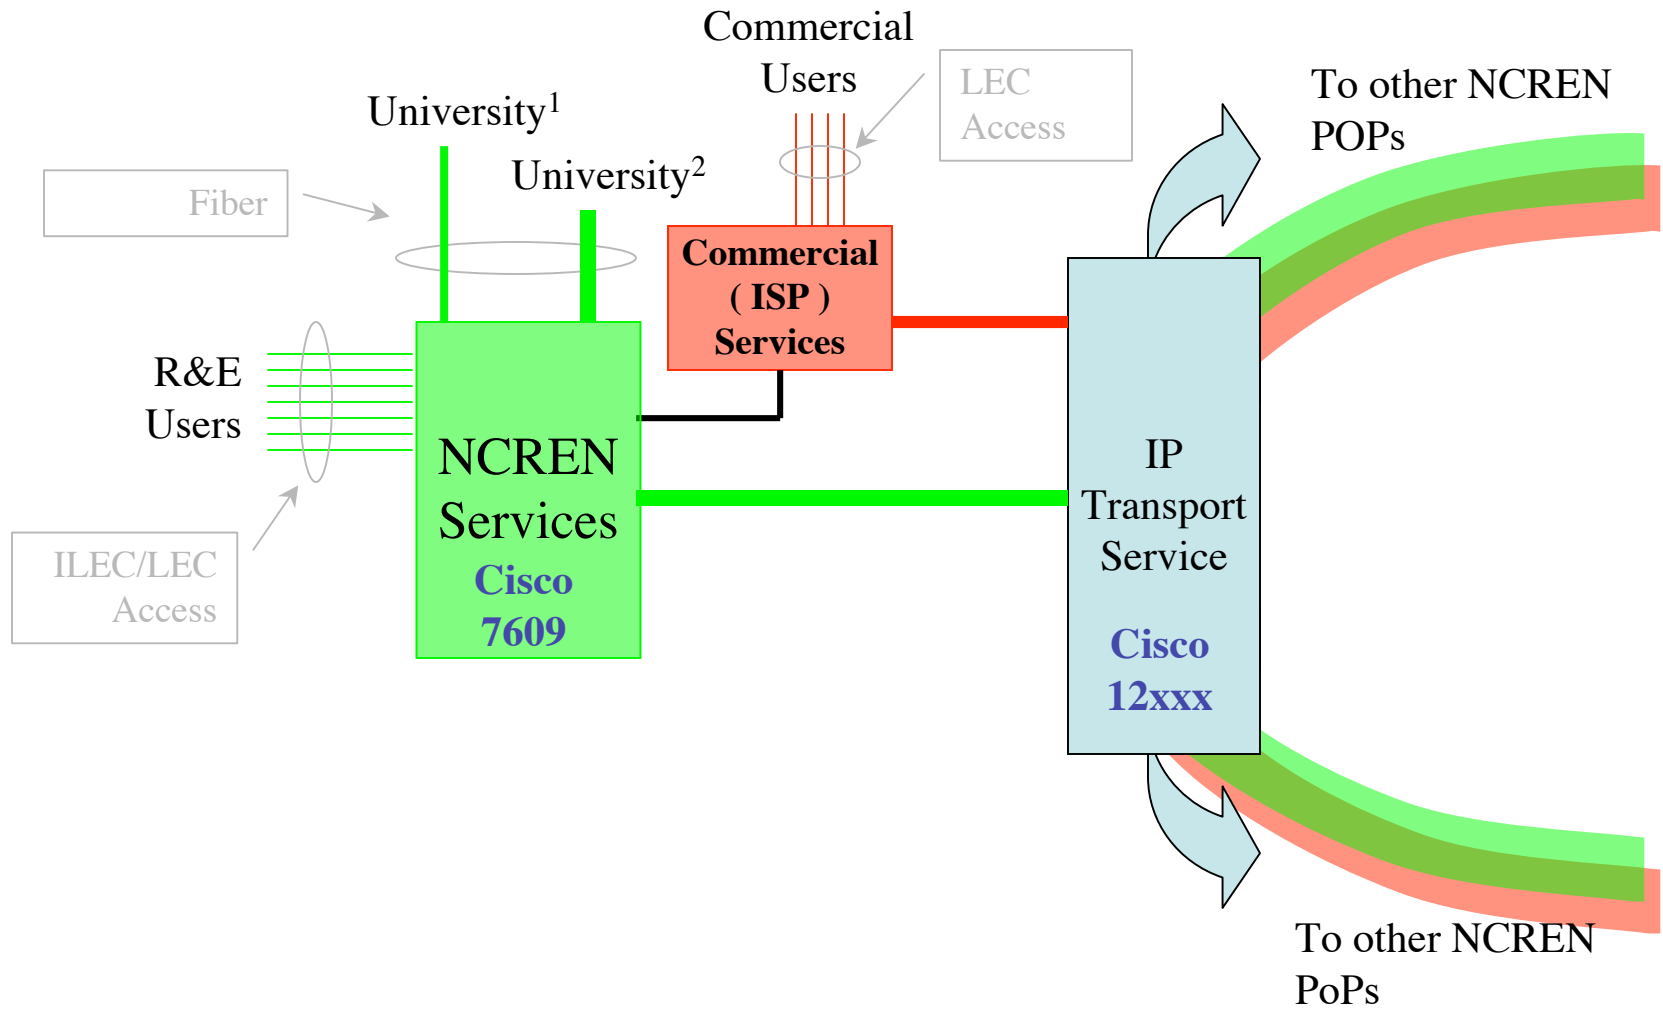 Commercial
Users
LEC
Access
To other NCREN
POPs
University¹
University²
Fiber
Commercial
( ISP )
Services
R&E
Users
NCREN
Services
Cisco
7609
ILEC/LEC
Access
IP
Transport
Service
Cisco
12xxx
To other NCREN
PoPs